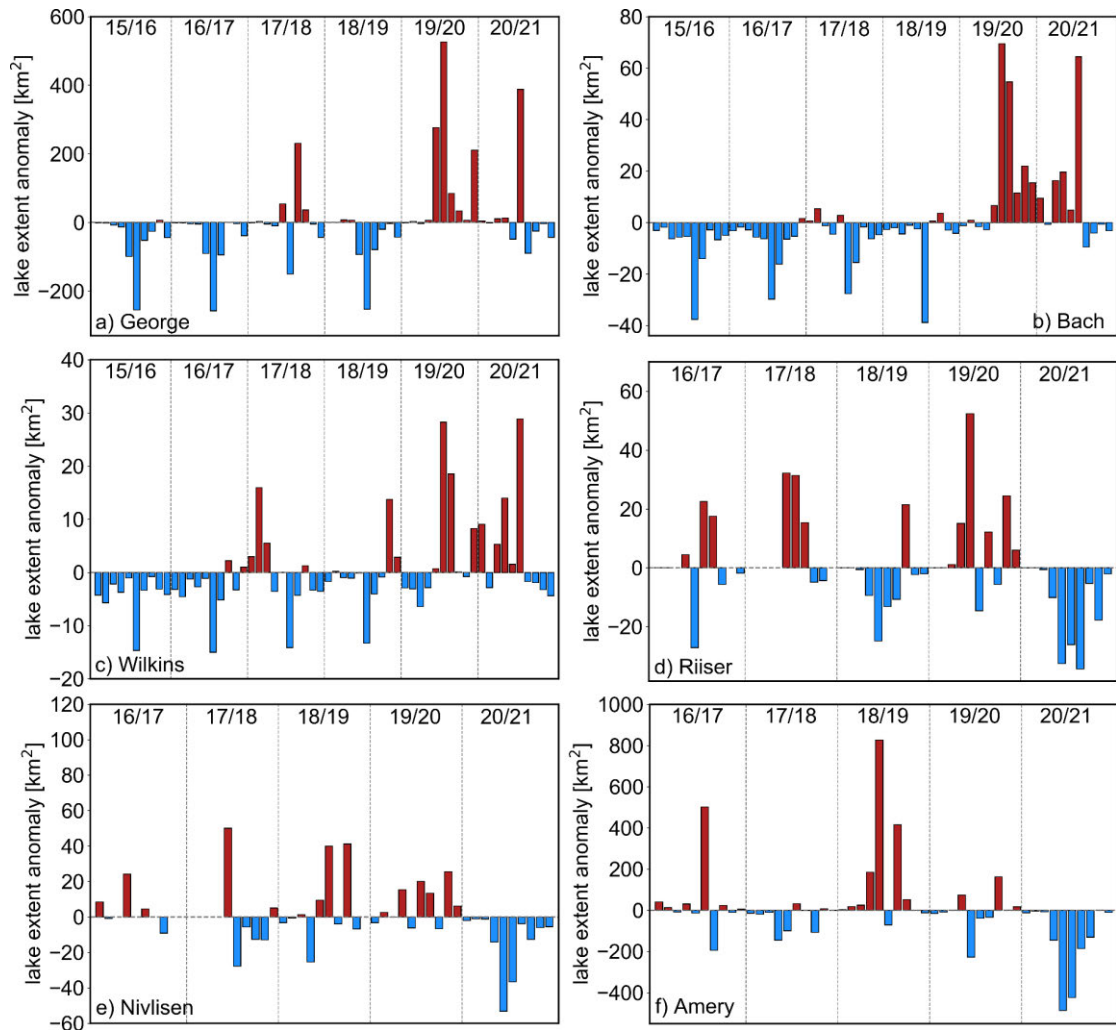 600
400
200
0
−200
lake extent anomaly [km²]
15/16 16/17 17/18 18/19 19/20 20/21
a) George
80
60
40
20
0
−20
−40
lake extent anomaly [km²]
15/16 16/17 17/18 18/19 19/20 20/21
b) Bach
40
30
20
10
0
−10
−20
lake extent anomaly [km²]
15/16 16/17 17/18 18/19 19/20 20/21
c) Wilkins
60
40
20
0
−20
lake extent anomaly [km²]
16/17 17/18 18/19 19/20 20/21
d) Riiser
120
100
80
60
40
20
0
−20
−40
−60
lake extent anomaly [km²]
16/17 17/18 18/19 19/20 20/21
e) Nivlisen
1000
800
600
400
200
0
−200
−400
lake extent anomaly [km²]
16/17 17/18 18/19 19/20 20/21
f) Amery